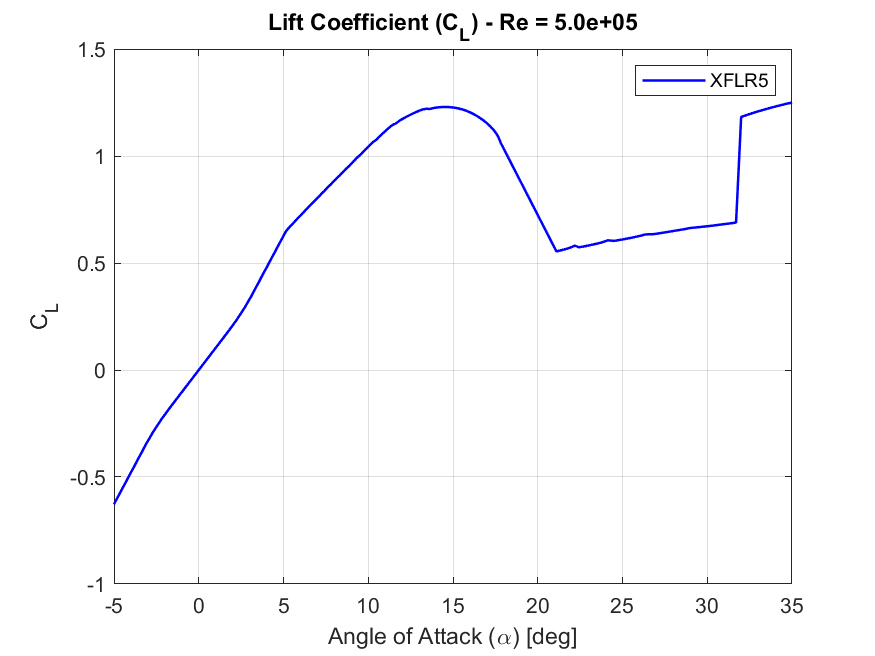 Lift Coefficient (C_L) - Re = 5.0e+05
XFLR5
1.5
1
0.5
0
-0.5
-1
C_L
-5 0 5 10 15 20 25 30 35
Angle of Attack (α) [deg]